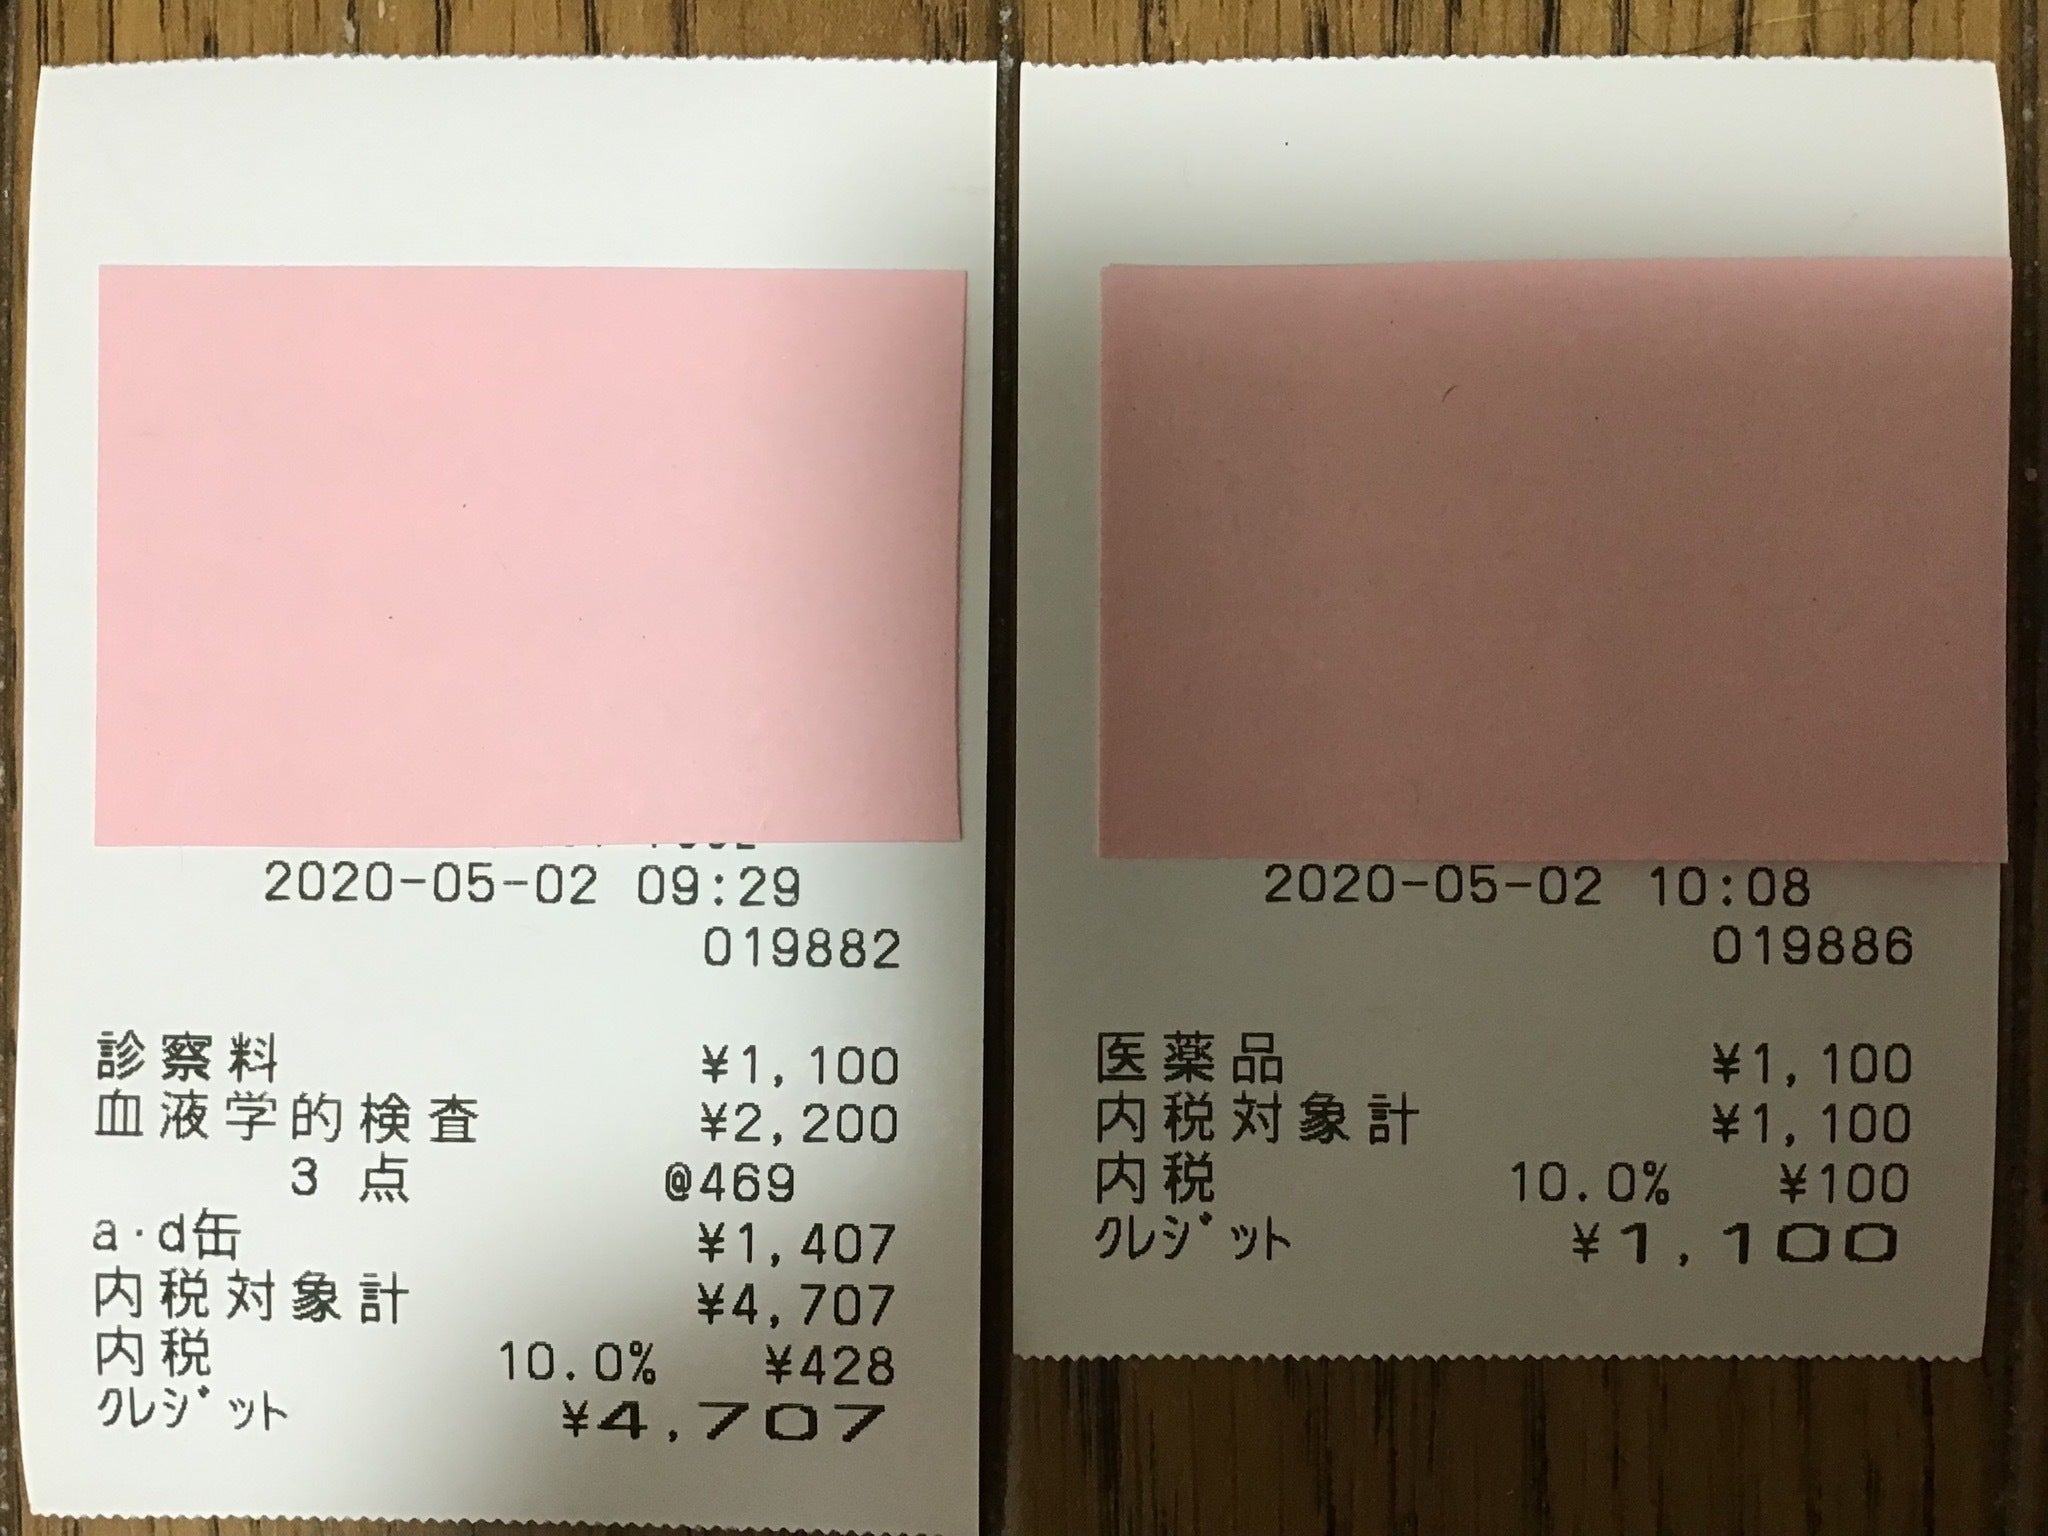 2020-05-02 09:29
019882
診察料 ¥1,100
血液学的検査 ¥2,200
3点 @469
a・d缶 ¥1,407
内税対象計 ¥4,707
内税 10.0% ¥428
ｸﾚｼﾞｯﾄ ¥4,707
2020-05-02 10:08
019886
医薬品 ¥1,100
内税対象計 ¥1,100
内税 10.0% ¥100
ｸﾚｼﾞｯﾄ ¥1,100